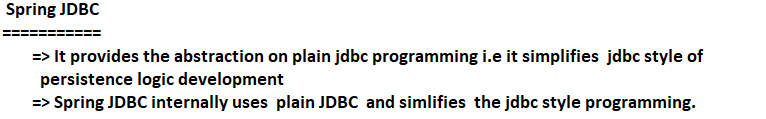 Spring JDBC
===========
=> It provides the abstraction on plain jdbc programming i.e it simplifies jdbc style of
persistence logic development
=> Spring JDBC internally uses plain JDBC and simlifies the jdbc style programming.